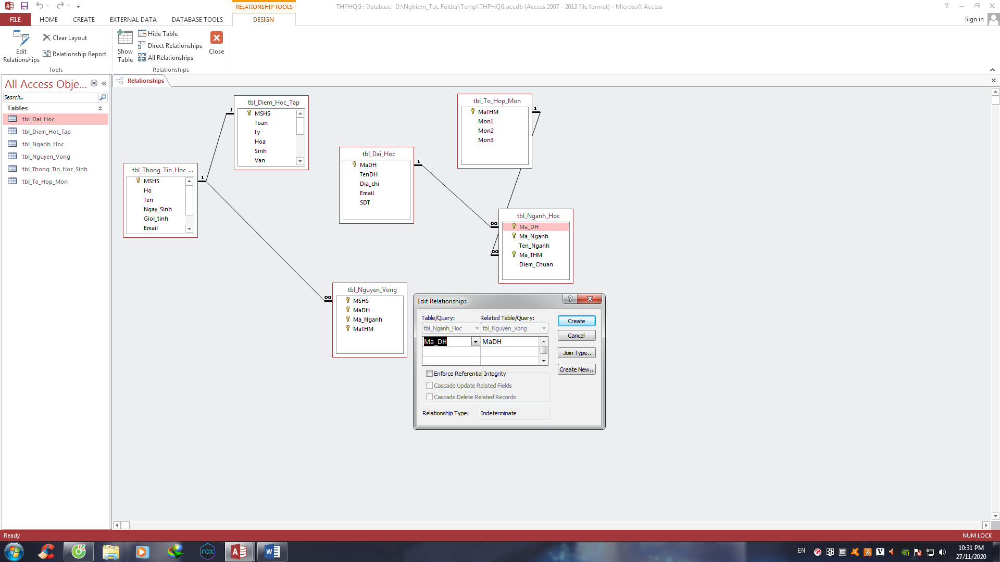 RELATIONSHIP TOOLS
THPHQG : Database- D:\Nghiem_Tuc Folder\Temp\THPHQG.accdb (Access 2007 - 2013 file format) - Microsoft Access
?
FILE
HOME
CREATE
EXTERNAL DATA
DATABASE TOOLS
DESIGN
Sign in
Edit
Relationships
Clear Layout
Relationship Report
Tools
Show
Table
Hide Table
Direct Relationships
All Relationships
Close
Relationships
All Access Obje...
Search...
Tables
tbl_Dai_Hoc
tbl_Diem_Hoc_Tap
tbl_Nganh_Hoc
tbl_Nguyen_Vong
tbl_Thong_Tin_Hoc_Sinh
tbl_To_Hop_Mon
Relationships
tbl_Diem_Hoc_Tap
1
MSHS
Toan
Ly
Hoa
Sinh
Van
tbl_To_Hop_Mon
MaTHM
1
Mon1
Mon2
Mon3
tbl_Dai_Hoc
MaDH
1
TenDH
Dia_chi
Email
SDT
tbl_Thong_Tin_Hoc_...
MSHS
1
Ho
Ten
Ngay_Sinh
Gioi_tinh
Email
tbl_Nganh_Hoc
∞
Ma_DH
Ma_Nganh
Ten_Nganh
∞
Ma_THM
Diem_Chuan
tbl_Nguyen_Vong
∞
MSHS
MaDH
Ma_Nganh
MaTHM
Edit Relationships
?
Table/Query:
Related Table/Query:
tbl_Nganh_Hoc
tbl_Nguyen_Vong
Ma_DH
MaDH
Create
Cancel
Join Type..
Create New..
Enforce Referential Integrity
Cascade Update Related Fields
Cascade Delete Related Records
Relationship Type:
Indeterminate
Ready
NUM LOCK
nox
A
W
EN
V
10:31 PM
27/11/2020